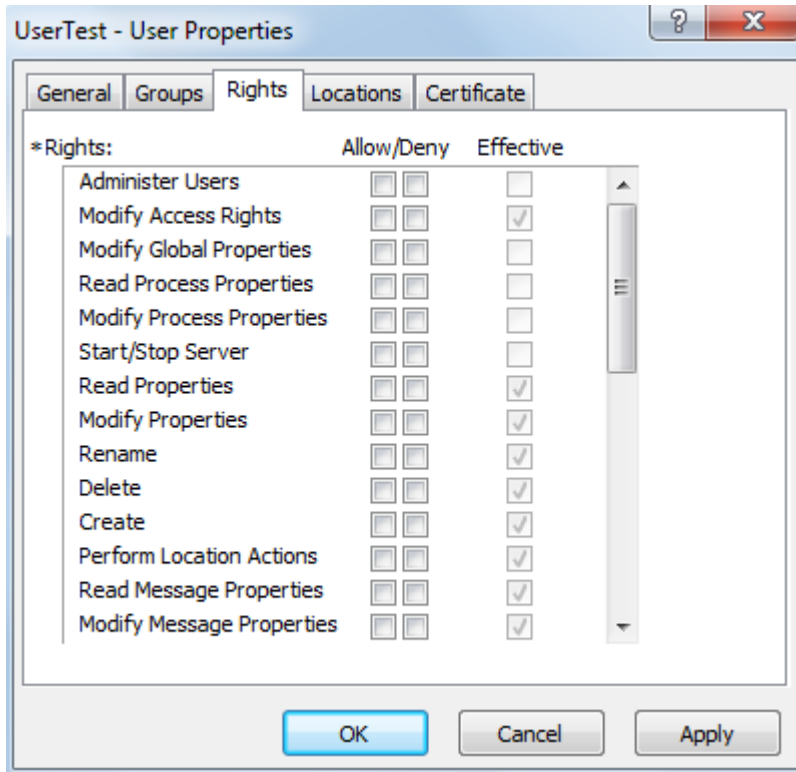 UserTest - User Properties
?
X
General Groups Rights Locations Certificate
*Rights: Allow/Deny Effective
Administer Users
Modify Access Rights
Modify Global Properties
Read Process Properties
Modify Process Properties
Start/Stop Server
Read Properties
Modify Properties
Rename
Delete
Create
Perform Location Actions
Read Message Properties
Modify Message Properties
OK Cancel Apply